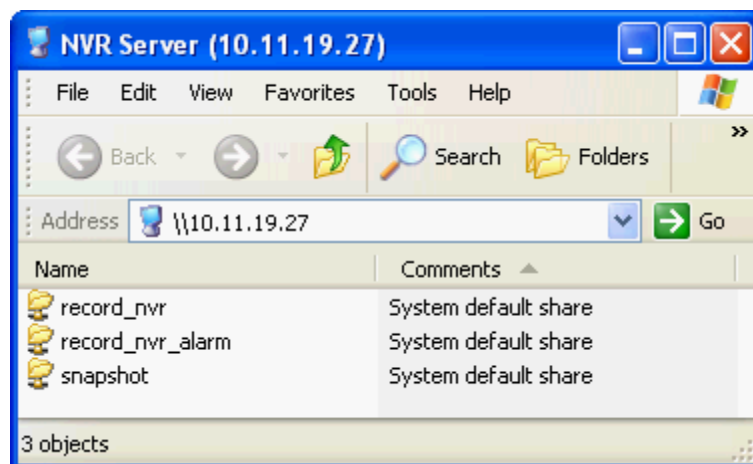 NVR Server (10.11.19.27)
File Edit View Favorites Tools Help
Back Search Folders »
Address \\10.11.19.27 Go
Name Comments
record_nvr System default share
record_nvr_alarm System default share
snapshot System default share
3 objects